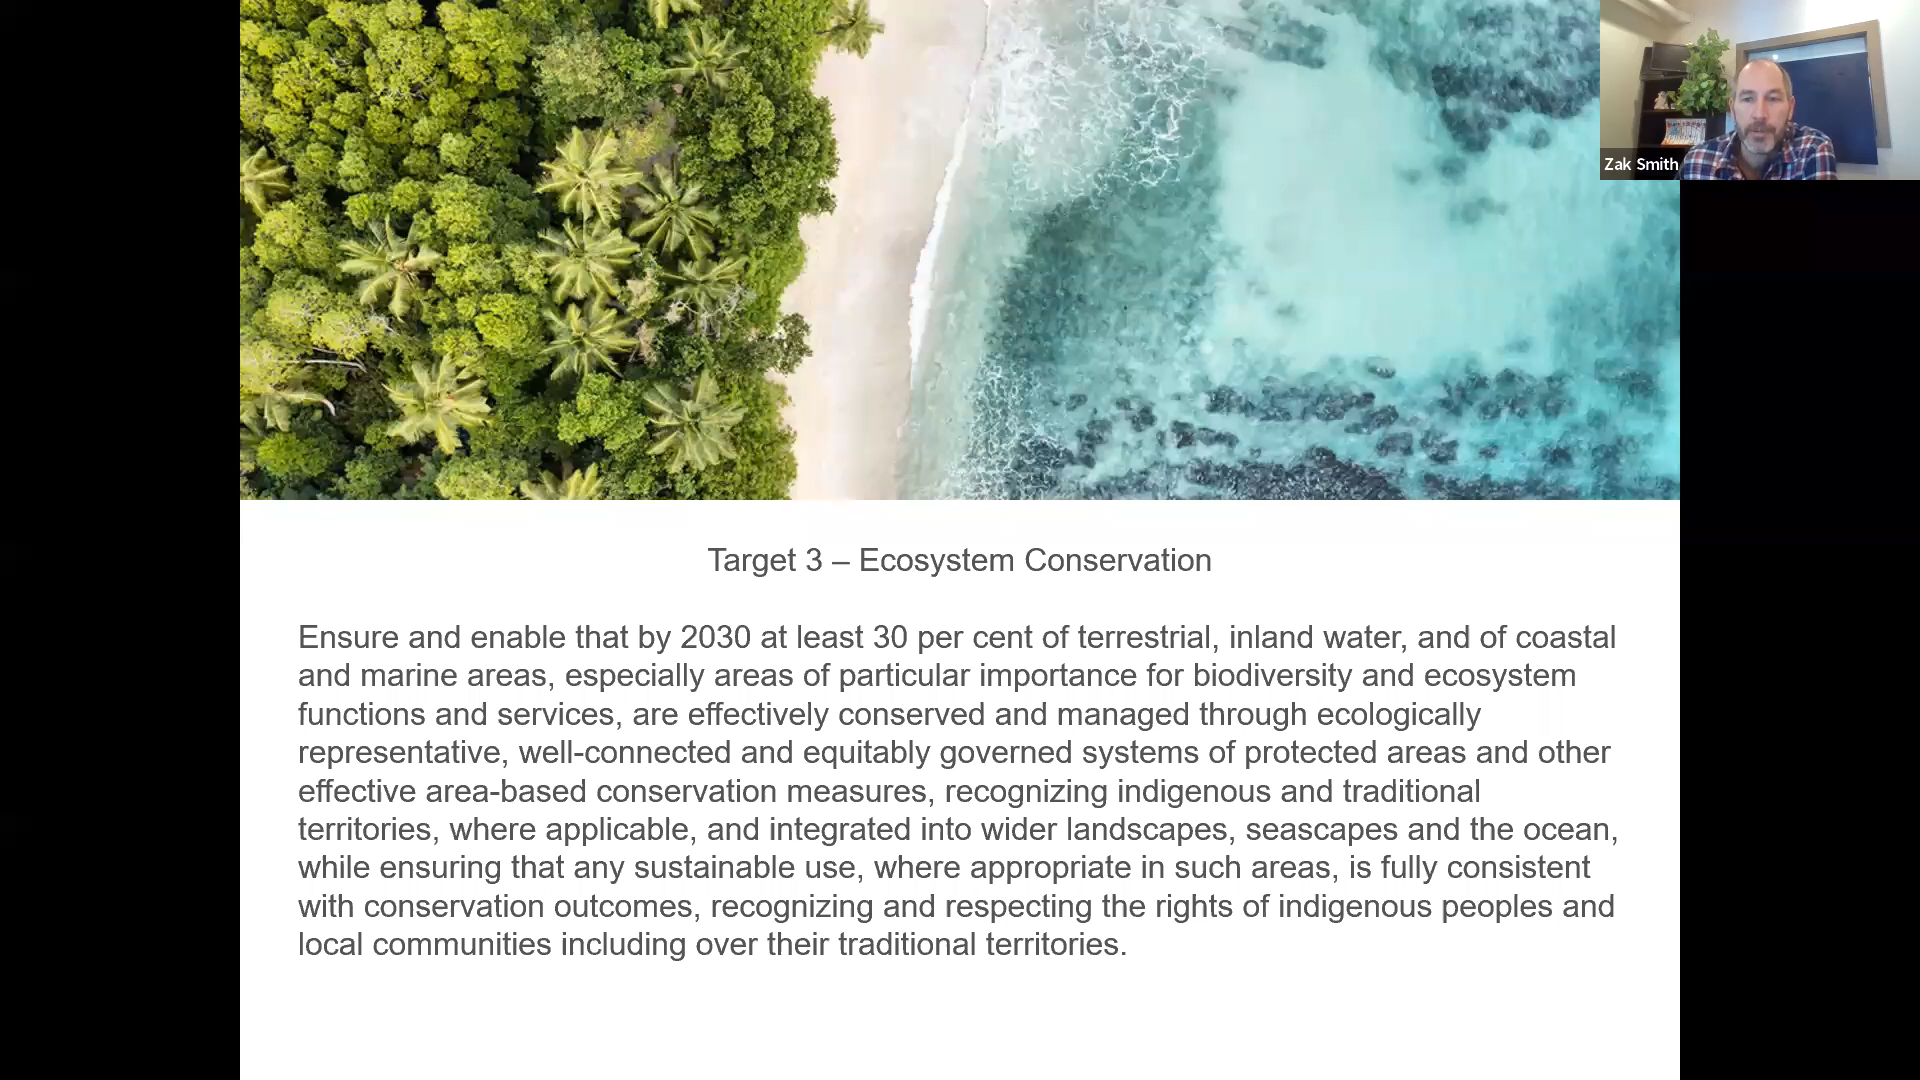 Zak Smith
Target 3 – Ecosystem Conservation
Ensure and enable that by 2030 at least 30 per cent of terrestrial, inland water, and of coastal
and marine areas, especially areas of particular importance for biodiversity and ecosystem
functions and services, are effectively conserved and managed through ecologically
representative, well-connected and equitably governed systems of protected areas and other
effective area-based conservation measures, recognizing indigenous and traditional
territories, where applicable, and integrated into wider landscapes, seascapes and the ocean,
while ensuring that any sustainable use, where appropriate in such areas, is fully consistent
with conservation outcomes, recognizing and respecting the rights of indigenous peoples and
local communities including over their traditional territories.